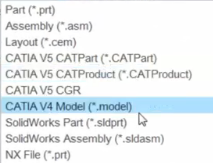 Part (*.prt)
Assembly (*.asm)
Layout (*.cem)
CATIA V5 CATPart (*.CATPart)
CATIA V5 CATProduct (*.CATProduct)
CATIA V5 CGR
CATIA V4 Model (*.model)
SolidWorks Part (*.sldprt)
SolidWorks Assembly (*.sldasm)
NX File (*.prt)